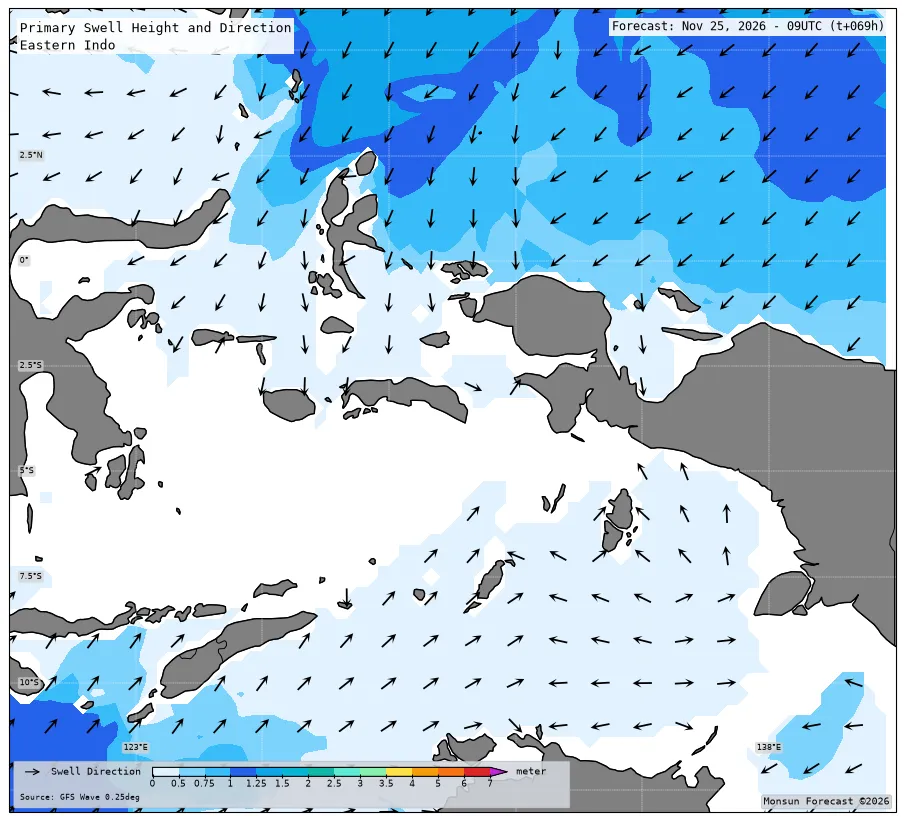 Primary Swell Height and Direction
Eastern Indo
Forecast: Nov 25, 2026 - 09UTC (t+069h)
2.5°N
0°
2.5°S
5°S
7.5°S
10°S
123°E
138°E
Swell Direction
meter
0 0.5 0.75 1 1.25 1.5 2 2.5 3 3.5 4 5 6 7
Source: GFS Wave 0.25deg
Monsun Forecast ©2026